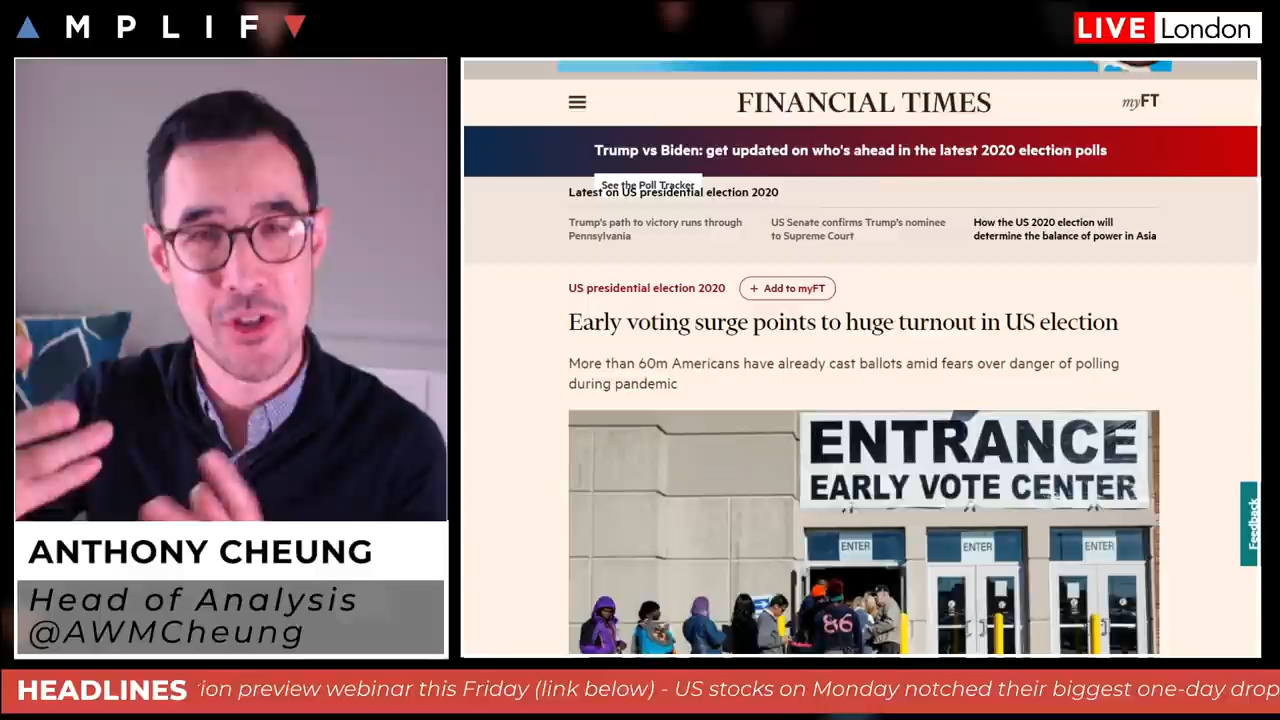 AMPLIFY
LIVE London
FINANCIAL TIMES
myFT
Trump vs Biden: get updated on who's ahead in the latest 2020 election polls
See the Poll Tracker
Latest on US presidential election 2020
Trump's path to victory runs through
Pennsylvania
US Senate confirms Trump's nominee
to Supreme Court
How the US 2020 election will
determine the balance of power in Asia
US presidential election 2020
+ Add to myFT
Early voting surge points to huge turnout in US election
More than 60m Americans have already cast ballots amid fears over danger of polling
during pandemic
ENTRANCE
EARLY VOTE CENTER
ENTER
ENTER
ENTER
86
Feedback
ANTHONY CHEUNG
Head of Analysis
@AWMCheung
HEADLINES
preview webinar this Friday (link below) - US stocks on Monday notched their biggest one-day drop